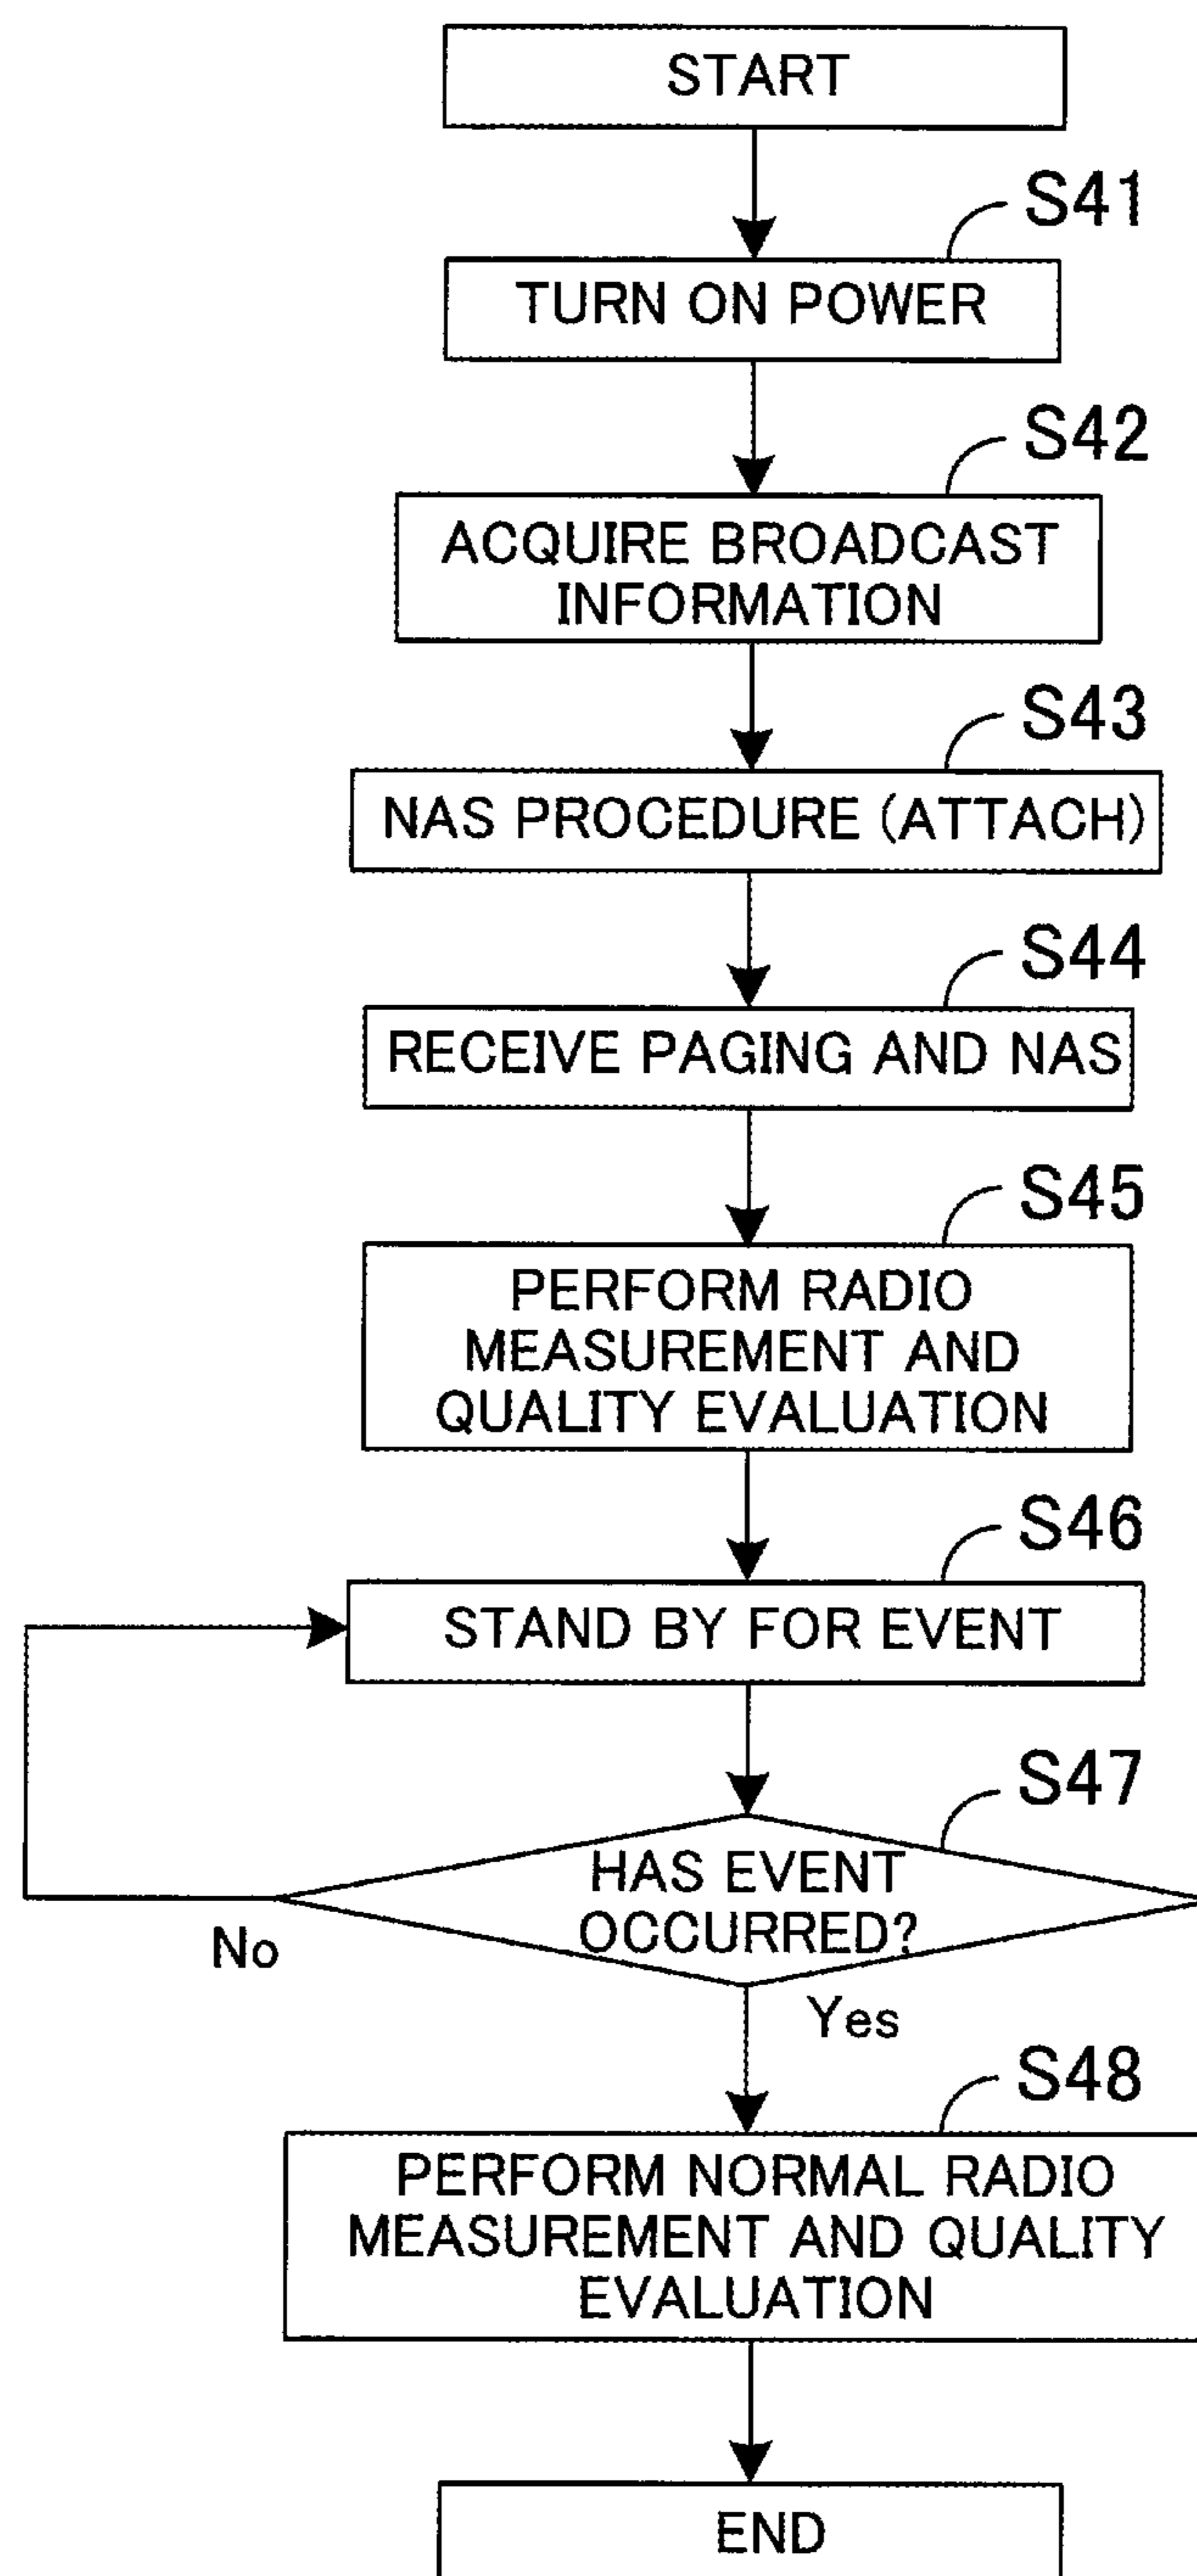 START
S41
TURN ON POWER
S42
ACQUIRE BROADCAST
INFORMATION
S43
NAS PROCEDURE (ATTACH)
S44
RECEIVE PAGING AND NAS
S45
PERFORM RADIO
MEASUREMENT AND
QUALITY EVALUATION
S46
STAND BY FOR EVENT
S47
HAS EVENT
OCCURRED?
No
Yes
S48
PERFORM NORMAL RADIO
MEASUREMENT AND QUALITY
EVALUATION
END